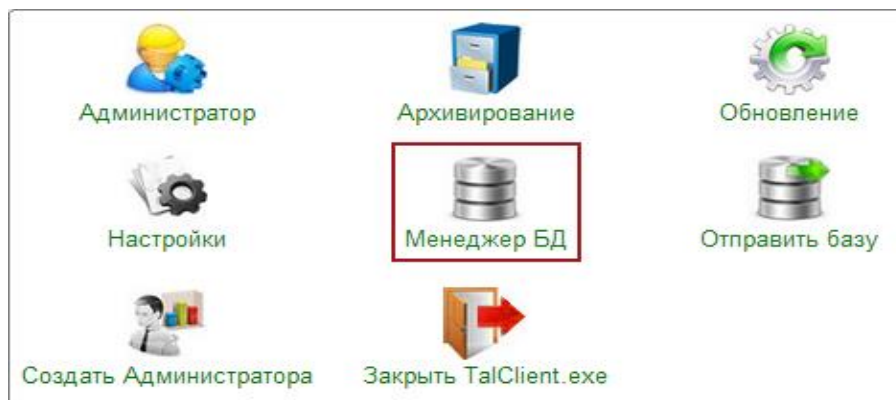 Администратор
Архивирование
Обновление
Настройки
Менеджер БД
Отправить базу
Создать Администратора
Закрыть TalClient.exe